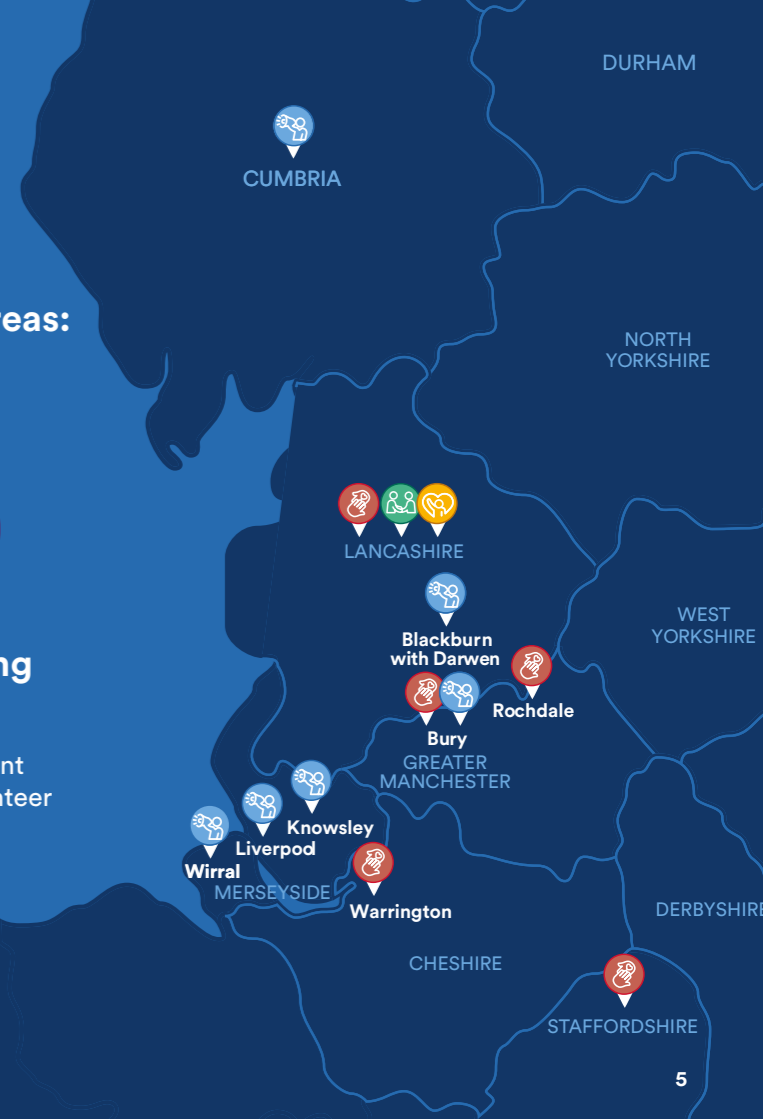 DURHAM
CUMBRIA
reas:
NORTH
YORKSHIRE
LANCASHIRE
WEST
YORKSHIRE
Blackburn
with Darwen
ng
Rochdale
Bury
GREATER
MANCHESTER
nt
nteer
Knowsley
Liverpod
Wirral
MERSEYSIDE
Warrington
DERBYSHIRE
CHESHIRE
STAFFORDSHIRE
5